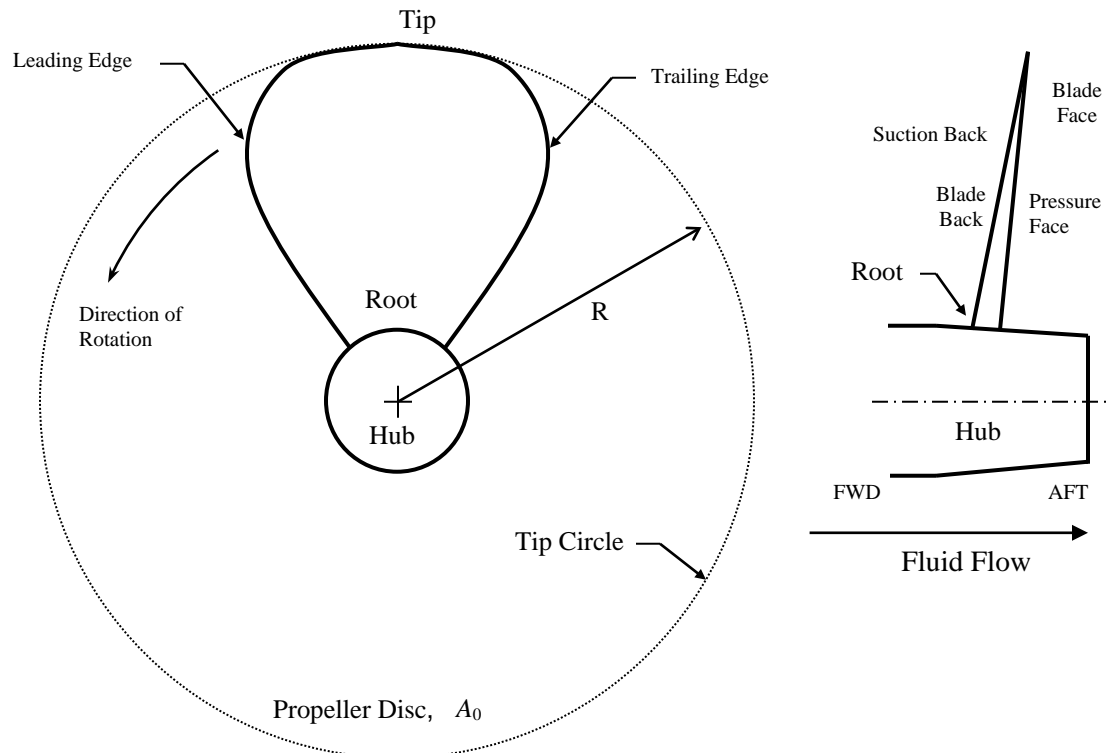 Tip
Leading Edge
Trailing Edge
Direction of
Rotation
Root
R
Hub
Tip Circle
Propeller Disc, A₀
Suction Back
Blade
Face
Blade
Back
Pressure
Face
Root
Hub
FWD
AFT
Fluid Flow